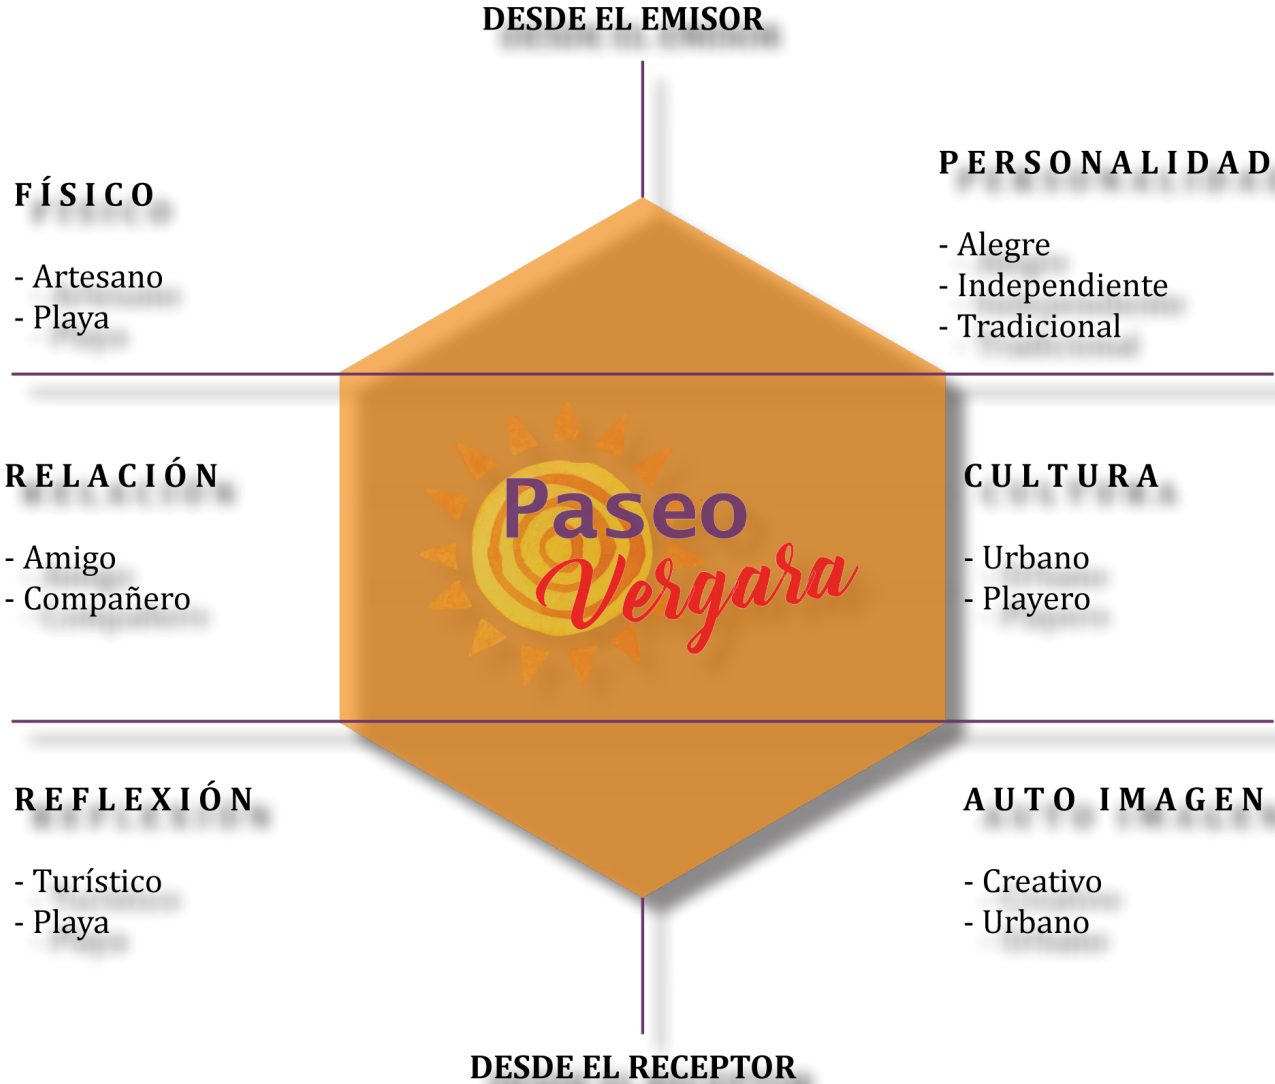 DESDE EL EMISOR
FÍSICO
- Artesano
- Playa
PERSONALIDAD
- Alegre
- Independiente
- Tradicional
RELACIÓN
- Amigo
- Compañero
Paseo
Vergara
CULTURA
- Urbano
- Playero
REFLEXIÓN
- Turístico
- Playa
AUTO IMAGEN
- Creativo
- Urbano
DESDE EL RECEPTOR